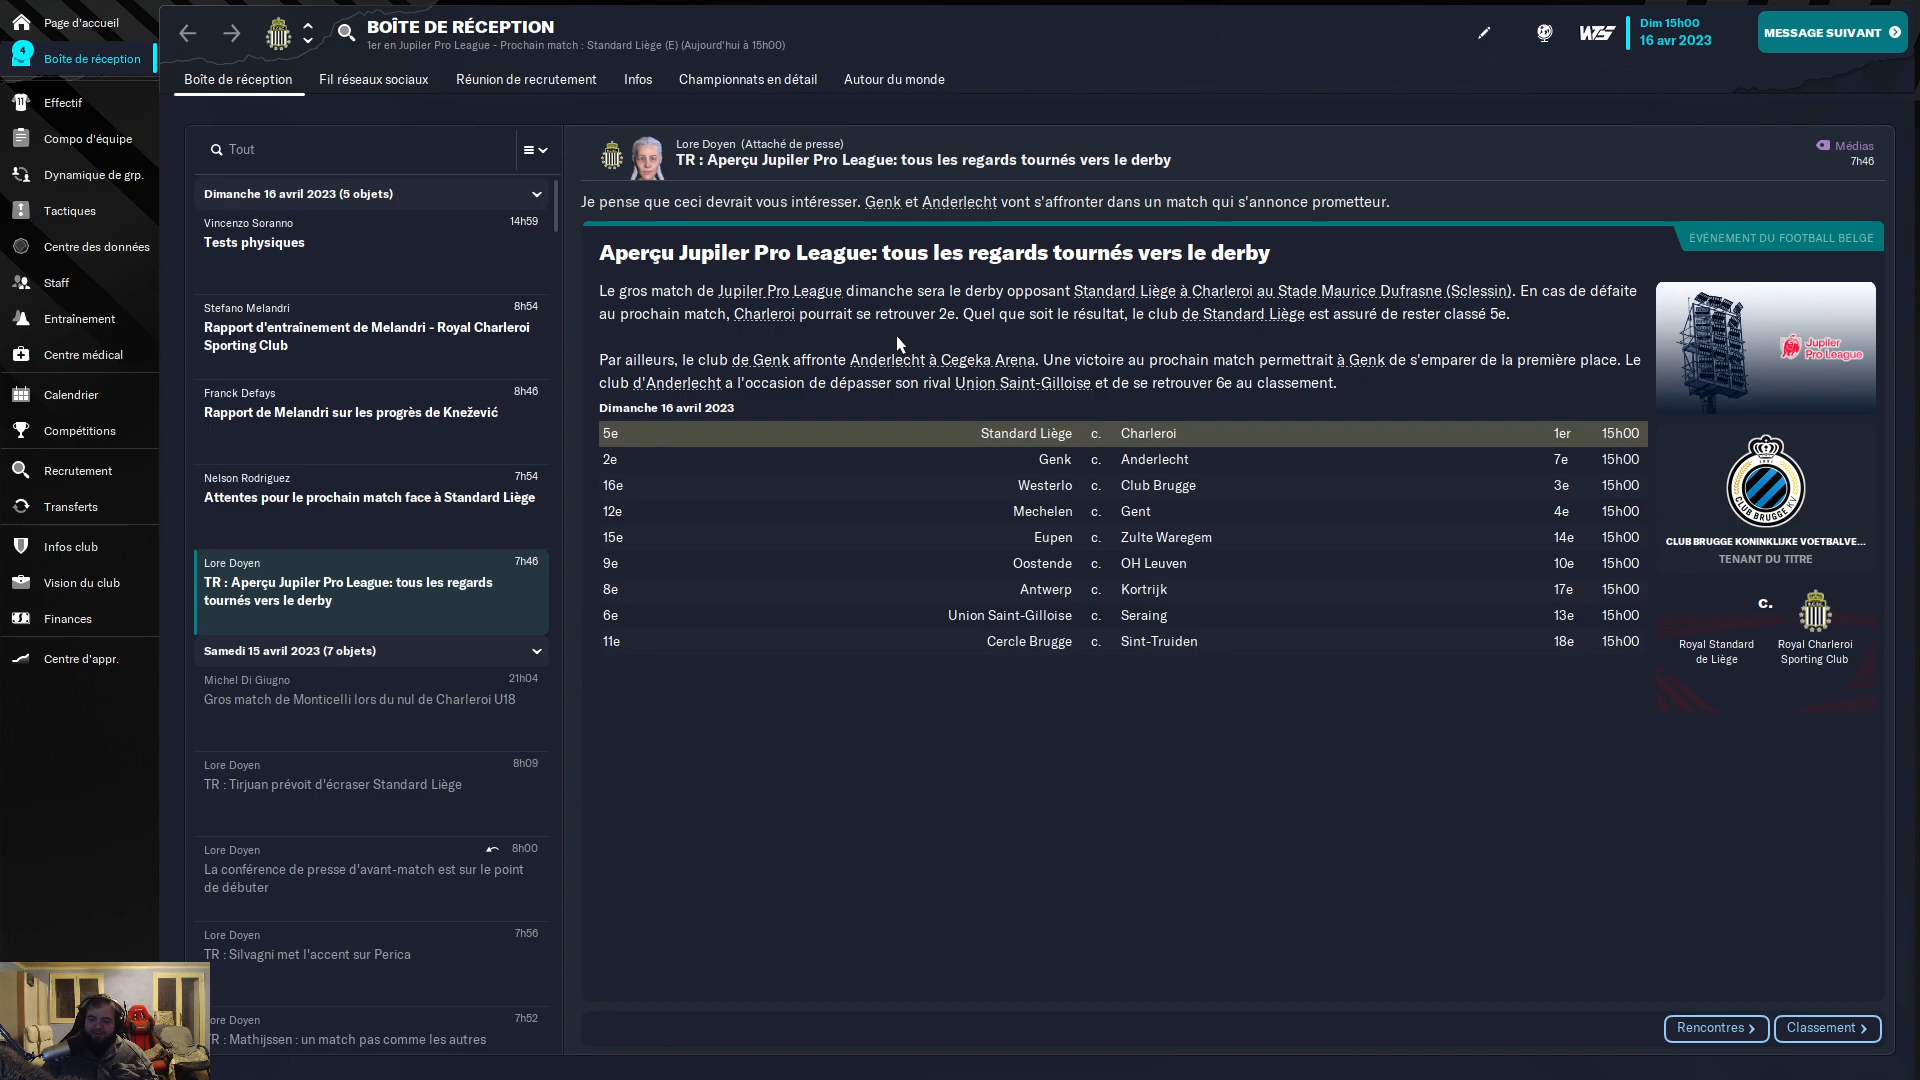 Page d'accueil
4
Boîte de réception
Effectif
Compo d'équipe
Dynamique de grp.
Tactiques
Centre des données
Staff
Entraînement
Centre médical
Calendrier
Compétitions
Recrutement
Transferts
Infos club
Vision du club
Finances
Centre d'appr.
BOÎTE DE RÉCEPTION
1er en Jupiler Pro League - Prochain match : Standard Liège (E) (Aujourd'hui à 15h00)
Dim 15h00
16 avr 2023
MESSAGE SUIVANT
Boîte de réception
Fil réseaux sociaux
Réunion de recrutement
Infos
Championnats en détail
Autour du monde
Tout
Dimanche 16 avril 2023 (5 objets)
Vincenzo Soranno 14h59
Tests physiques
Stefano Melandri 8h54
Rapport d'entraînement de Melandri - Royal Charleroi
Sporting Club
Franck Defays 8h46
Rapport de Melandri sur les progrès de Knežević
Nelson Rodriguez 7h54
Attentes pour le prochain match face à Standard Liège
Lore Doyen 7h46
TR : Aperçu Jupiler Pro League: tous les regards
tournés vers le derby
Samedi 15 avril 2023 (7 objets)
Michel Di Giugno 21h04
Gros match de Monticelli lors du nul de Charleroi U18
Lore Doyen 8h09
TR : Tirjuan prévoit d'écraser Standard Liège
Lore Doyen 8h00
La conférence de presse d'avant-match est sur le point
de débuter
Lore Doyen 7h56
TR : Silvagni met l'accent sur Perica
ore Doyen 7h52
TR : Mathijssen : un match pas comme les autres
Lore Doyen (Attaché de presse)
TR : Aperçu Jupiler Pro League: tous les regards tournés vers le derby
Médias
7h46
Je pense que ceci devrait vous intéresser. Genk et Anderlecht vont s'affronter dans un match qui s'annonce prometteur.
ÉVÉNEMENT DU FOOTBALL BELGE
Aperçu Jupiler Pro League: tous les regards tournés vers le derby
Le gros match de Jupiler Pro League dimanche sera le derby opposant Standard Liège à Charleroi au Stade Maurice Dufrasne (Sclessin). En cas de défaite
au prochain match, Charleroi pourrait se retrouver 2e. Quel que soit le résultat, le club de Standard Liège est assuré de rester classé 5e.
Par ailleurs, le club de Genk affronte Anderlecht à Cegeka Arena. Une victoire au prochain match permettrait à Genk de s'emparer de la première place. Le
club d'Anderlecht a l'occasion de dépasser son rival Union Saint-Gilloise et de se retrouver 6e au classement.
Dimanche 16 avril 2023
5e Standard Liège c. Charleroi 1er 15h00
2e Genk c. Anderlecht 7e 15h00
16e Westerlo c. Club Brugge 3e 15h00
12e Mechelen c. Gent 4e 15h00
15e Eupen c. Zulte Waregem 14e 15h00
9e Oostende c. OH Leuven 10e 15h00
8e Antwerp c. Kortrijk 17e 15h00
6e Union Saint-Gilloise c. Seraing 13e 15h00
11e Cercle Brugge c. Sint-Truiden 18e 15h00
Jupiler
Pro League
CLUB BRUGGE KV
CLUB BRUGGE KONINKLIJKE VOETBALVE...
TENANT DU TITRE
c.
Royal Standard
de Liège
Royal Charleroi
Sporting Club
Rencontres
Classement